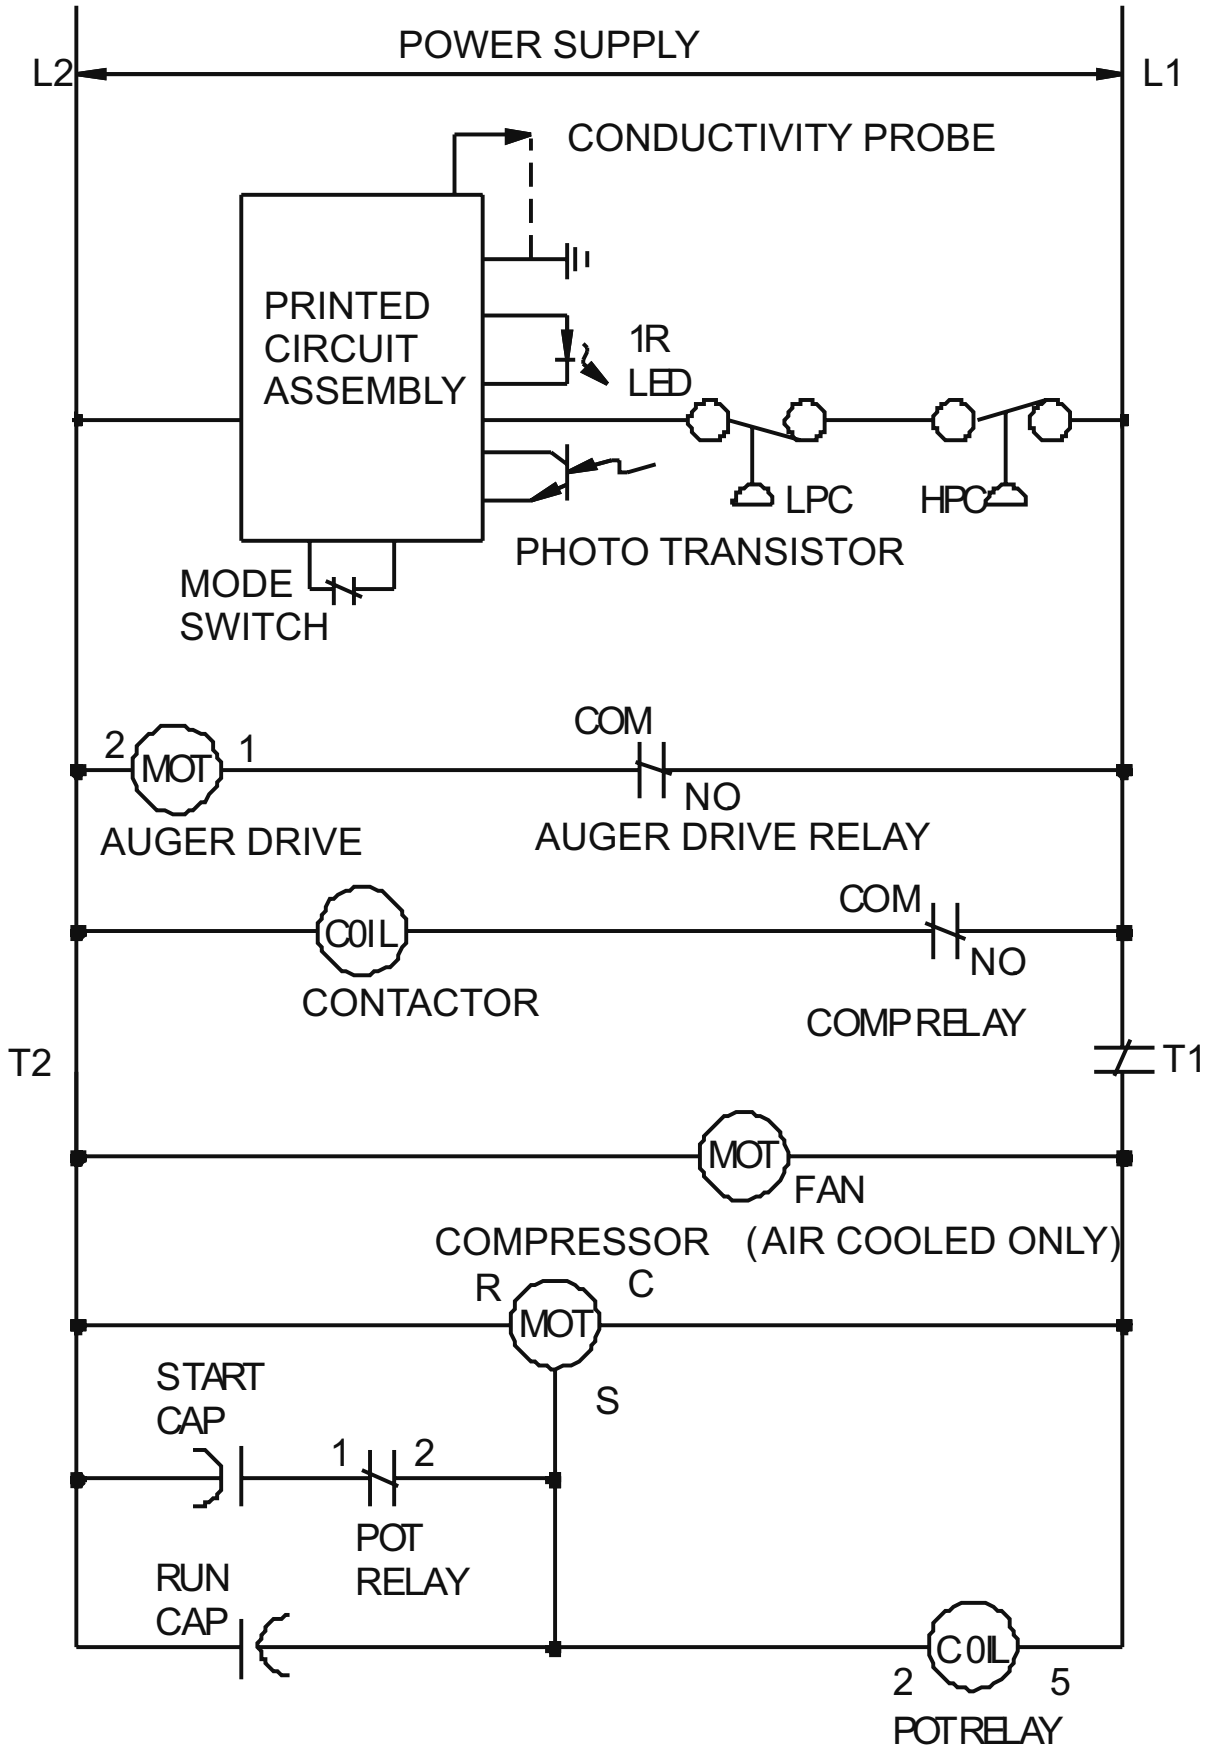 POWER SUPPLY
L2
L1
CONDUCTIVITY PROBE
PRINTED
CIRCUIT
ASSEMBLY
1R
LED
LPC
HPC
PHOTO TRANSISTOR
MODE
SWITCH
COM
2
MOT
1
NO
AUGER DRIVE
AUGER DRIVE RELAY
COM
C0IL
NO
CONTACTOR
COMP RELAY
T2
T1
MOT
FAN
COMPRESSOR
(AIR COOLED ONLY)
R
C
MOT
S
START
CAP
1
2
POT
RELAY
RUN
CAP
C0IL
2
5
POT RELAY